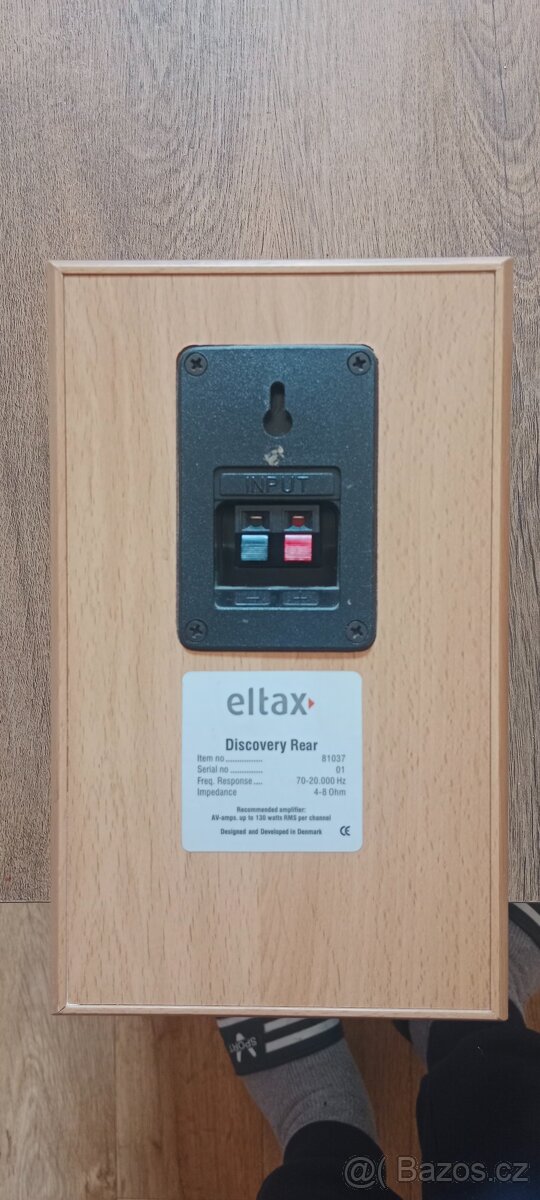 INPUT
- +
eltax
Discovery Rear
Item no ................. 81037
Serial no ............... 01
Freq. Response .... 70-20.000 Hz
Impedance 4-8 Ohm
Recommended amplifier:
AV-amps. up to 130 watts RMS per channel
Designed and Developed in Denmark CE
SPORT
@( Bazos.cz